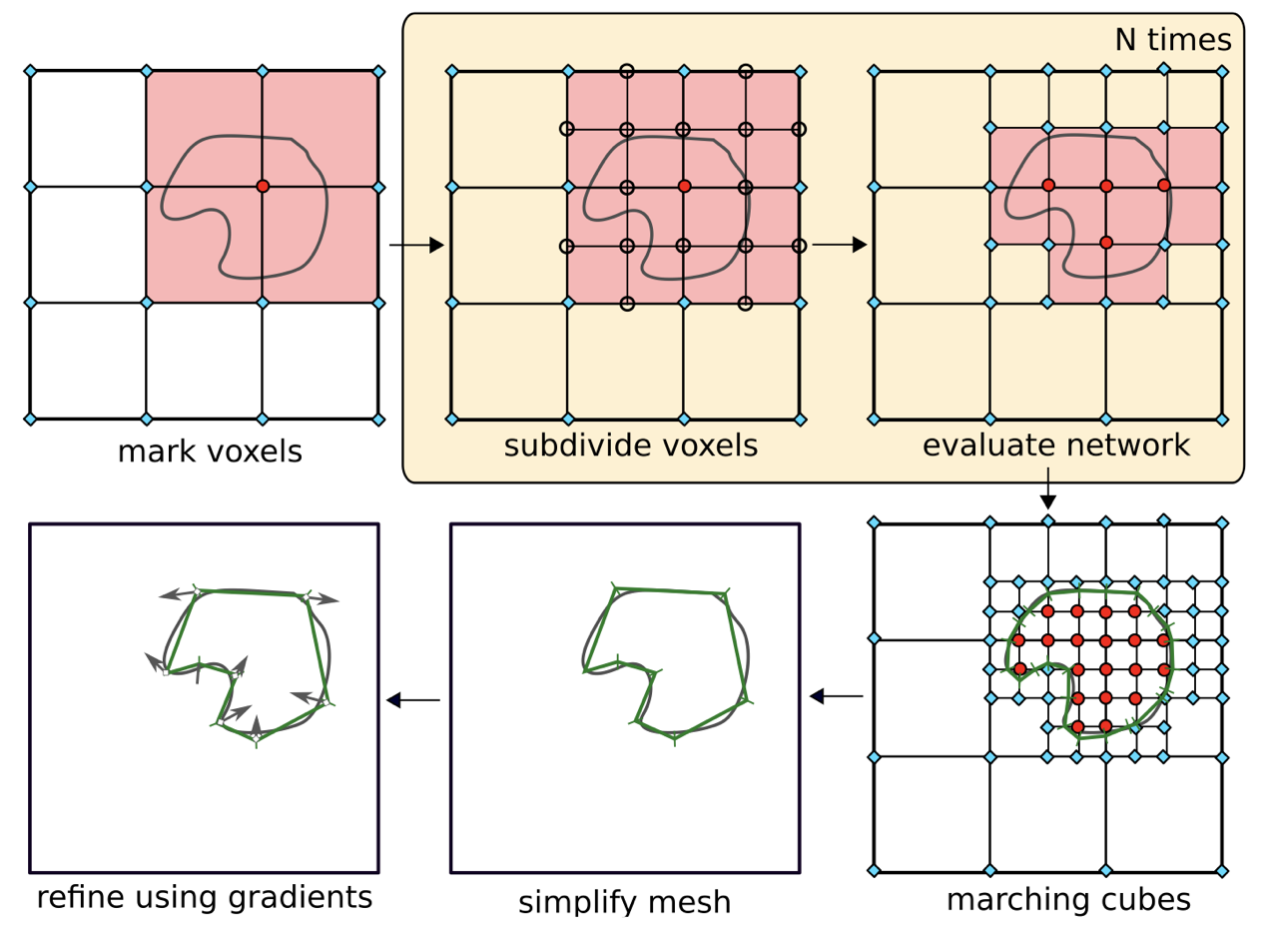 N times
mark voxels
subdivide voxels
evaluate network
refine using gradients
simplify mesh
marching cubes